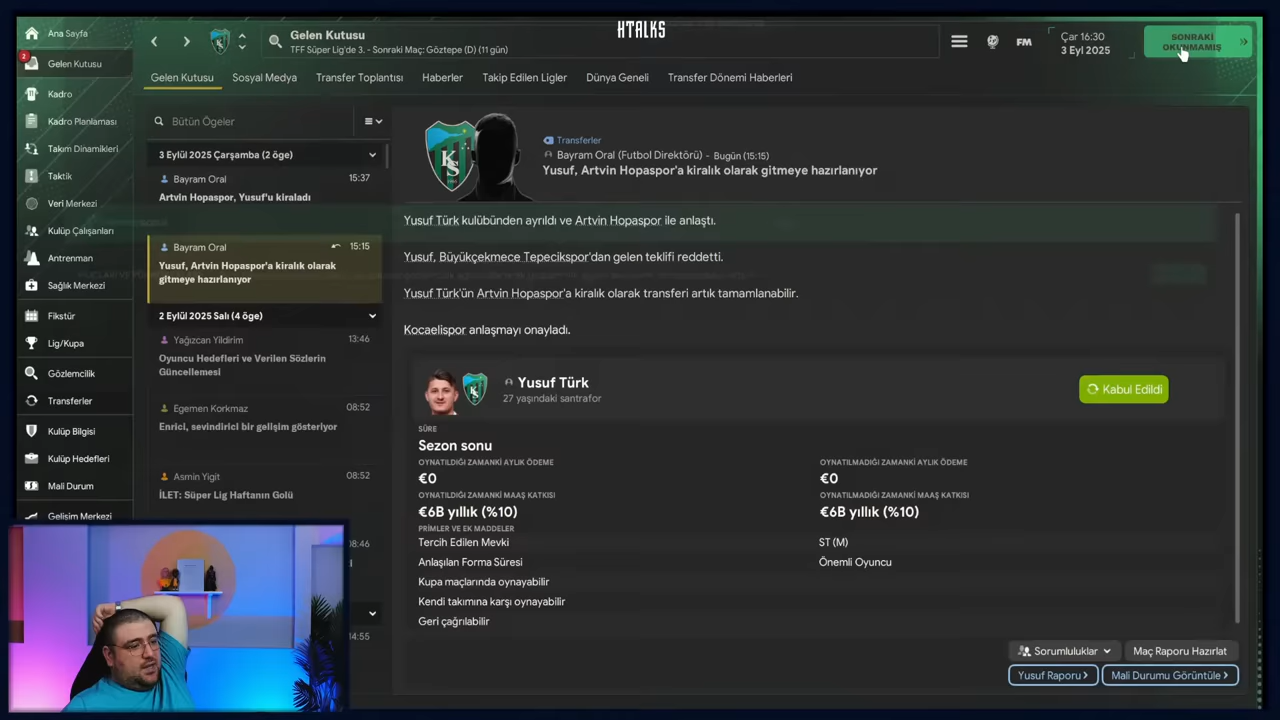 HTALKS
Ana Sayfa
2
Gelen Kutusu
Kadro
Kadro Planlaması
Takım Dinamikleri
Taktik
Veri Merkezi
Kulüp Çalışanları
Antrenman
Sağlık Merkezi
Fikstür
Lig/Kupa
Gözlemcilik
Transferler
Kulüp Bilgisi
Kulüp Hedefleri
Mali Durum
Gelişim Merkezi
Gelen Kutusu
TFF Süper Lig'de 3. - Sonraki Maç: Göztepe (D) (11 gün)
FM
Çar 16:30
3 Eyl 2025
SONRAKİ
OKUNMAMIŞ
Gelen Kutusu
Sosyal Medya
Transfer Toplantısı
Haberler
Takip Edilen Ligler
Dünya Geneli
Transfer Dönemi Haberleri
Bütün Ögeler
3 Eylül 2025 Çarşamba (2 öge)
Bayram Oral 15:37
Artvin Hopaspor, Yusuf'u kiraladı
Bayram Oral 15:15
Yusuf, Artvin Hopaspor'a kiralık olarak
gitmeye hazırlanıyor
2 Eylül 2025 Salı (4 öge)
Yağızcan Yildirim 13:46
Oyuncu Hedefleri ve Verilen Sözlerin
Güncellemesi
Egemen Korkmaz 08:52
Enrici, sevindirici bir gelişim gösteriyor
Asmin Yigit 08:52
İLET: Süper Lig Haftanın Golü
08:46
14:55
Transferler
Bayram Oral (Futbol Direktörü) - Bugün (15:15)
Yusuf, Artvin Hopaspor'a kiralık olarak gitmeye hazırlanıyor
Yusuf Türk kulübünden ayrıldı ve Artvin Hopaspor ile anlaştı.
Yusuf, Büyükçekmece Tepecikspor'dan gelen teklifi reddetti.
Yusuf Türk'ün Artvin Hopaspor'a kiralık olarak transferi artık tamamlanabilir.
Kocaelispor anlaşmayı onayladı.
Yusuf Türk
27 yaşındaki santrafor
Kabul Edildi
SÜRE
Sezon sonu
OYNATILDIĞI ZAMANKİ AYLIK ÖDEME OYNATILMADIĞI ZAMANKİ AYLIK ÖDEME
€0 €0
OYNATILDIĞI ZAMANKİ MAAŞ KATKISI OYNATILMADIĞI ZAMANKİ MAAŞ KATKISI
€6B yıllık (%10) €6B yıllık (%10)
PRİMLER VE EK MADDELER
Tercih Edilen Mevki ST (M)
Anlaşılan Forma Süresi Önemli Oyuncu
Kupa maçlarında oynayabilir
Kendi takımına karşı oynayabilir
Geri çağrılabilir
Sorumluluklar
Maç Raporu Hazırlat
Yusuf Raporu
Mali Durumu Görüntüle